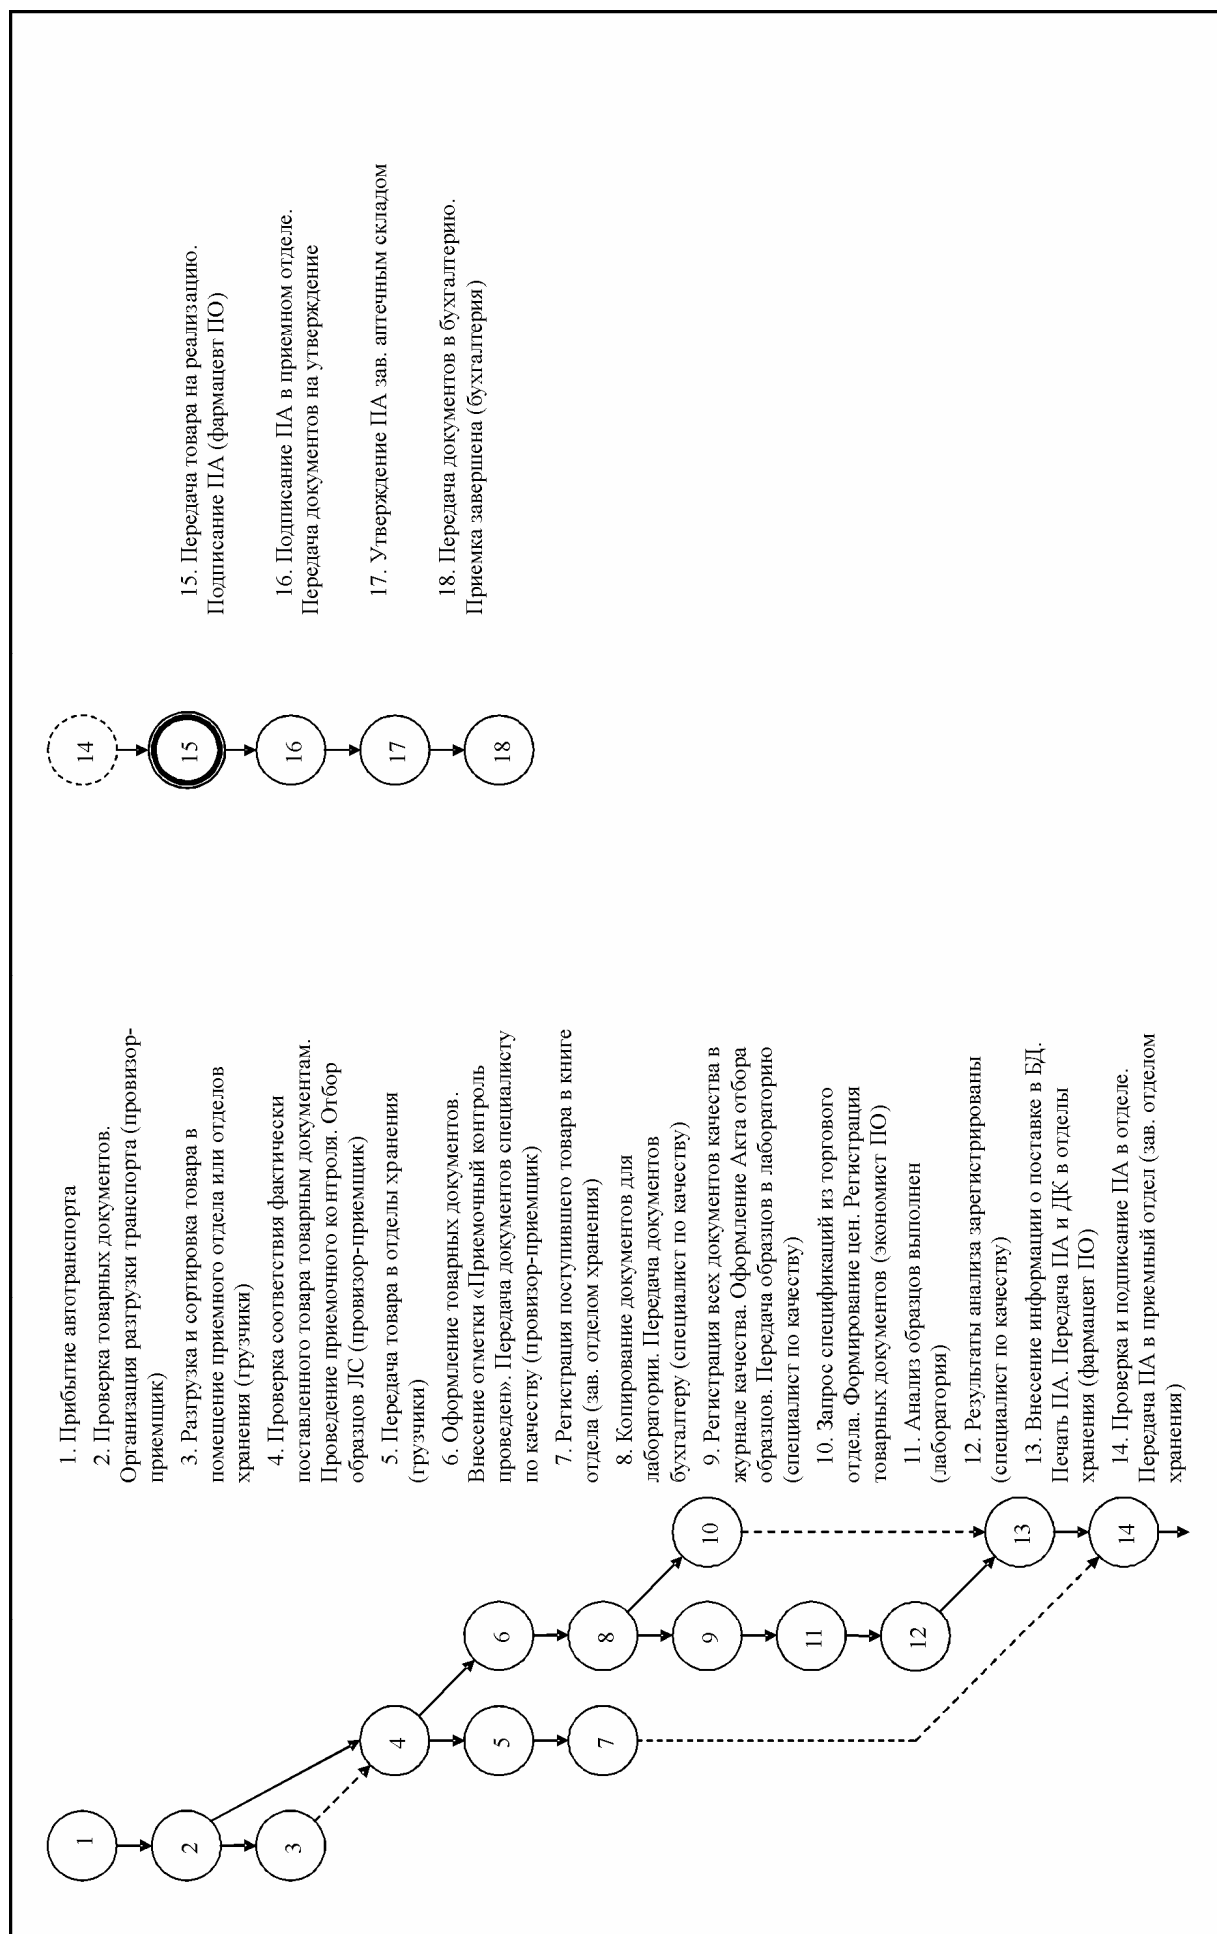 1
2
3
4
5
6
7
8
9
10
11
12
13
14
1. Прибытие автотранспорта
2. Проверка товарных документов.
Организация разгрузки транспорта (провизор-
приемщик)
3. Разгрузка и сортировка товара в
помещение приемного отдела или отделов
хранения (грузчики)
4. Проверка соответствия фактически
поставленного товара товарным документам.
Проведение приемочного контроля. Отбор
образцов ЛС (провизор-приемщик)
5. Передача товара в отделы хранения
(грузчики)
6. Оформление товарных документов.
Внесение отметки «Приемочный контроль
проведен». Передача документов специалисту
по качеству (провизор-приемщик)
7. Регистрация поступившего товара в книге
отдела (зав. отделом хранения)
8. Копирование документов для
лаборатории. Передача документов
бухгалтеру (специалист по качеству)
9. Регистрация всех документов качества в
журнале качества. Оформление Акта отбора
образцов. Передача образцов в лабораторию
(специалист по качеству)
10. Запрос спецификаций из торгового
отдела. Формирование цен. Регистрация
товарных документов (экономист ПО)
11. Анализ образцов выполнен
(лаборатория)
12. Результаты анализа зарегистрированы
(специалист по качеству)
13. Внесение информации о поставке в БД.
Печать ПА. Передача ПА и ДК в отделы
хранения (фармацевт ПО)
14. Проверка и подписание ПА в отделе.
Передача ПА в приемный отдел (зав. отделом
хранения)
14
15
16
17
18
15. Передача товара на реализацию.
Подписание ПА (фармацевт ПО)
16. Подписание ПА в приемном отделе.
Передача документов на утверждение
17. Утверждение ПА зав. аптечным складом
18. Передача документов в бухгалтерию.
Приемка завершена (бухгалтерия)